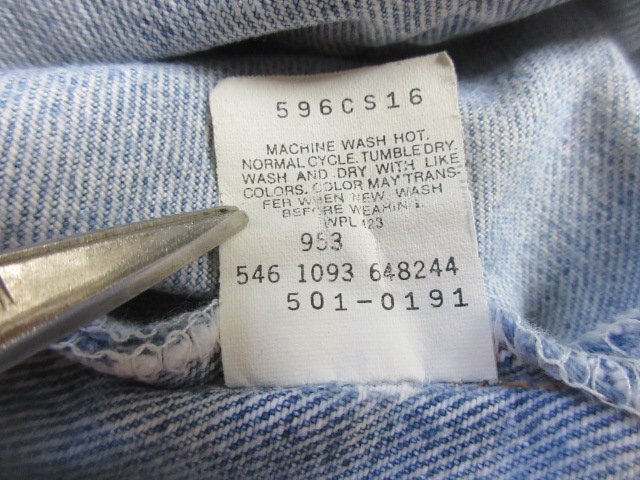 596CS16
MACHINE WASH HOT.
NORMAL CYCLE. TUMBLE DRY.
WASH AND DRY WITH LIKE
COLORS. COLOR MAY TRANS-
FER WHEN NEW. WASH
BEFORE WEARING.
WPL 423
953
546 1093 648244
501-0191